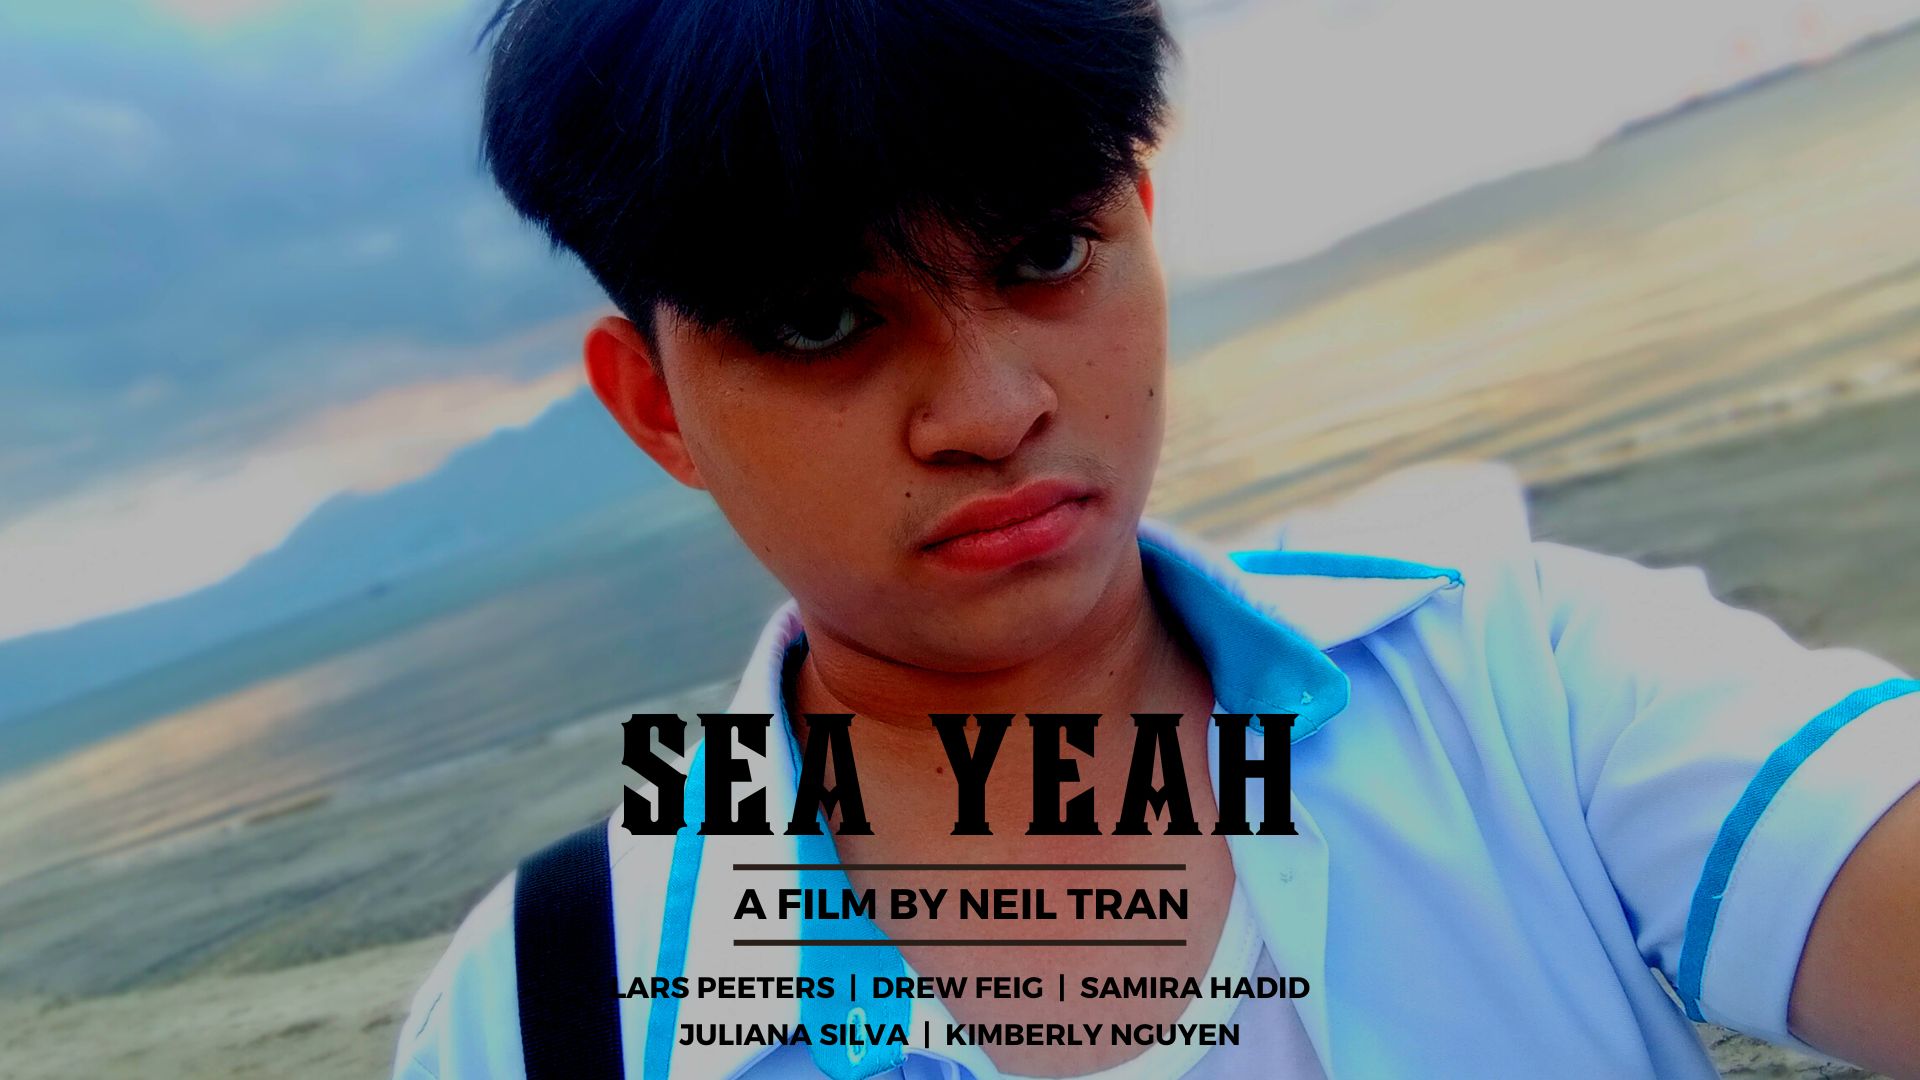 SEA YEAH
A FILM BY NEIL TRAN
LARS PEETERS | DREW FEIG | SAMIRA HADID
JULIANA SILVA | KIMBERLY NGUYEN